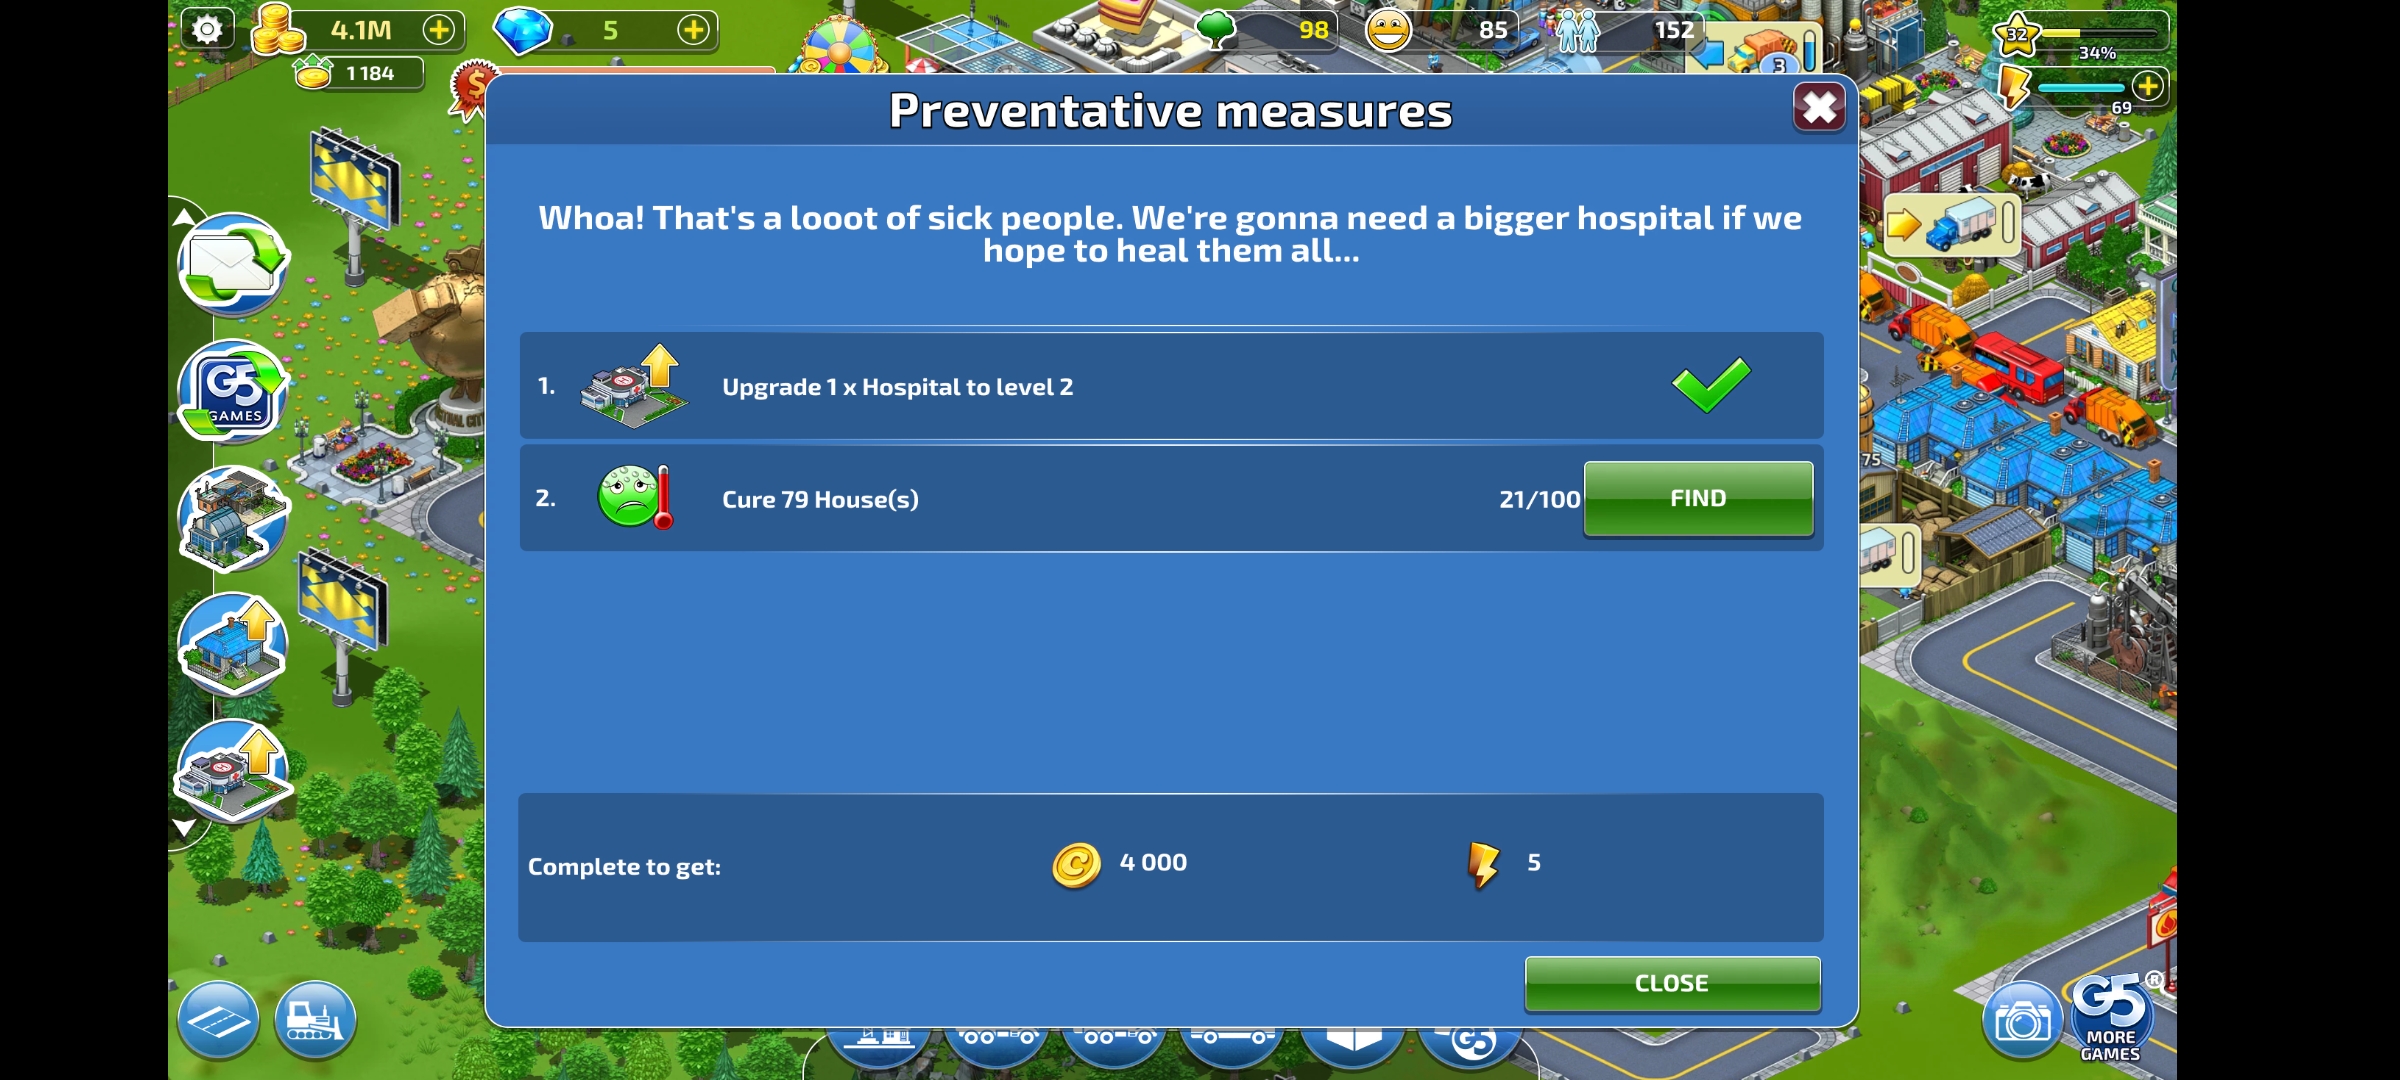 4.1M
5
98
85
152
32
34%
1 184
3
69
Preventative measures
Whoa! That's a looot of sick people. We're gonna need a bigger hospital if we
hope to heal them all...
G5
GAMES
1.
Upgrade 1 x Hospital to level 2
2.
Cure 79 House(s)
21/100
FIND
75
Complete to get:
4 000
5
CLOSE
G5
G5®
MORE
GAMES